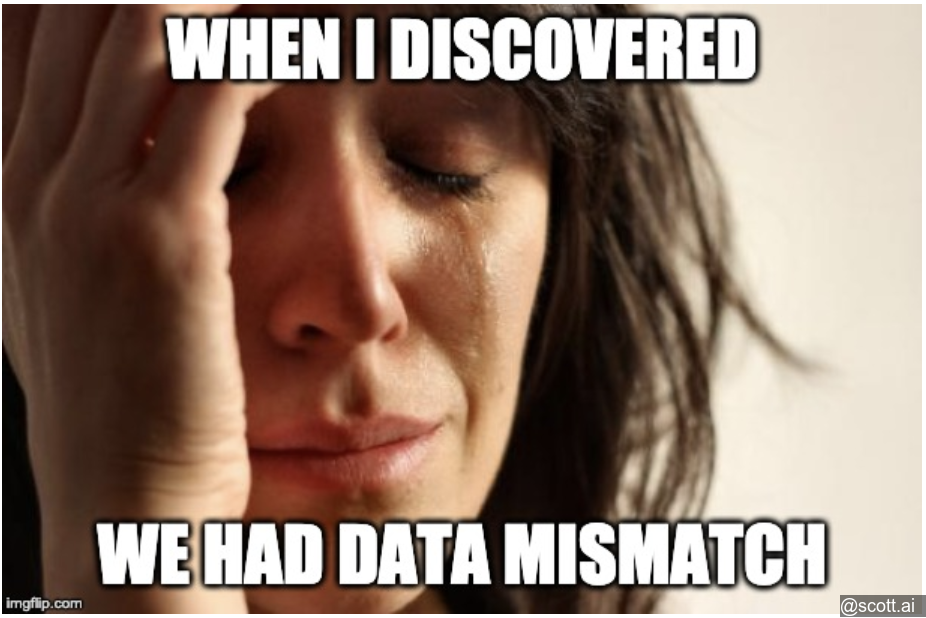 WHEN I DISCOVERED
WE HAD DATA MISMATCH
imgflip.com
@scott.ai